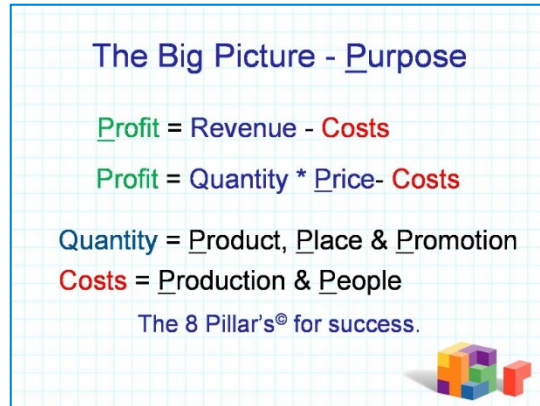 The Big Picture - Purpose
Profit = Revenue - Costs
Profit = Quantity * Price- Costs
Quantity = Product, Place & Promotion
Costs = Production & People
The 8 Pillar's© for success.